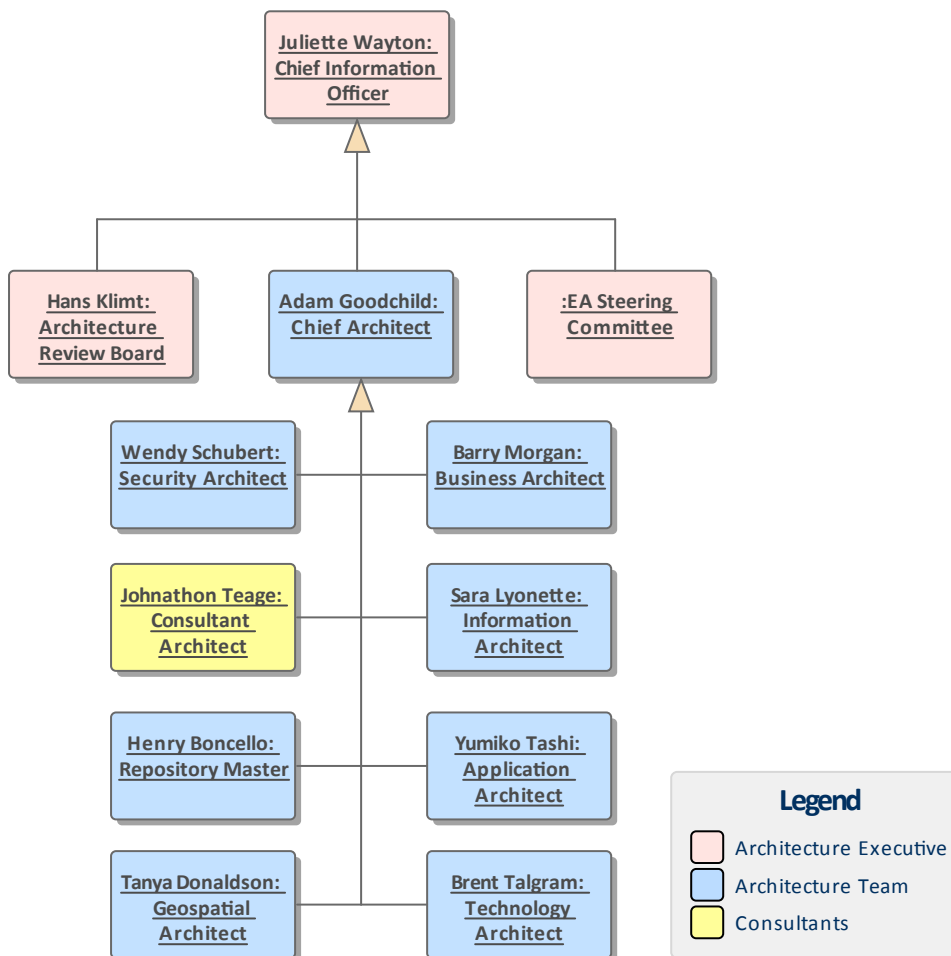 Juliette Wayton:
Chief Information
Officer
Hans Klimt:
Architecture
Review Board
Adam Goodchild:
Chief Architect
:EA Steering
Committee
Wendy Schubert:
Security Architect
Barry Morgan:
Business Architect
Johnathon Teage:
Consultant
Architect
Sara Lyonette:
Information
Architect
Henry Boncello:
Repository Master
Yumiko Tashi:
Application
Architect
Tanya Donaldson:
Geospatial
Architect
Brent Talgram:
Technology
Architect
Legend
Architecture Executive
Architecture Team
Consultants